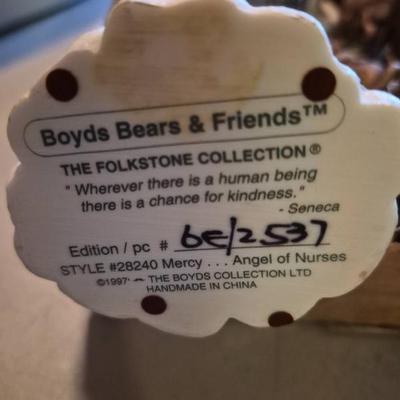 Boyds Bears & Friends™
THE FOLKSTONE COLLECTION®
" Wherever there is a human being
there is a chance for kindness."
- Seneca
Edition / pc # 6E/2537
STYLE #28240 Mercy . . . Angel of Nurses
©1997 THE BOYDS COLLECTION LTD
HANDMADE IN CHINA